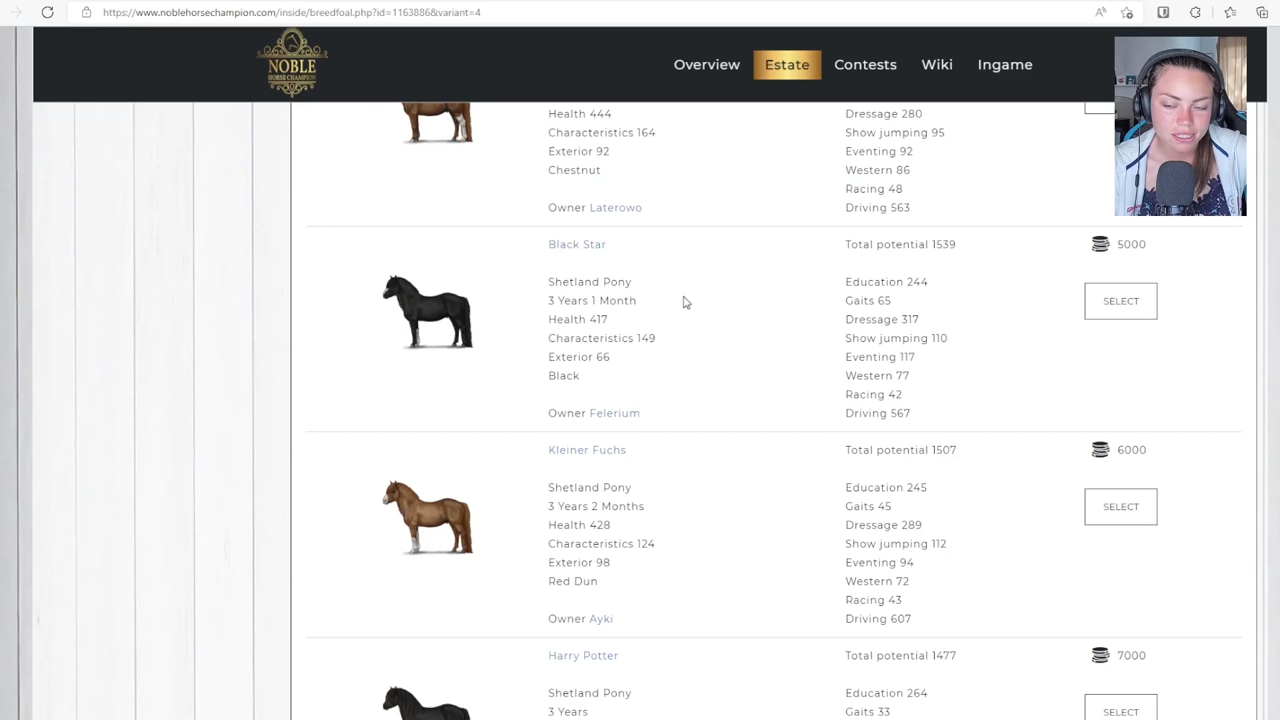 https://www.noblehorsechampion.com/inside/breedfoal.php?id=1163886&variant=4
NOBLE
HORSE CHAMPION
Overview
Estate
Contests
Wiki
Ingame
Health 444
Characteristics 164
Exterior 92
Chestnut
Owner Laterowo
Dressage 280
Show jumping 95
Eventing 92
Western 86
Racing 48
Driving 563
Black Star
Shetland Pony
3 Years 1 Month
Health 417
Characteristics 149
Exterior 66
Black
Owner Felerium
Total potential 1539
Education 244
Gaits 65
Dressage 317
Show jumping 110
Eventing 117
Western 77
Racing 42
Driving 567
5000
SELECT
Kleiner Fuchs
Shetland Pony
3 Years 2 Months
Health 428
Characteristics 124
Exterior 98
Red Dun
Owner Ayki
Total potential 1507
Education 245
Gaits 45
Dressage 289
Show jumping 112
Eventing 94
Western 72
Racing 43
Driving 607
6000
SELECT
Harry Potter
Shetland Pony
3 Years
Total potential 1477
Education 264
Gaits 33
7000
SELECT